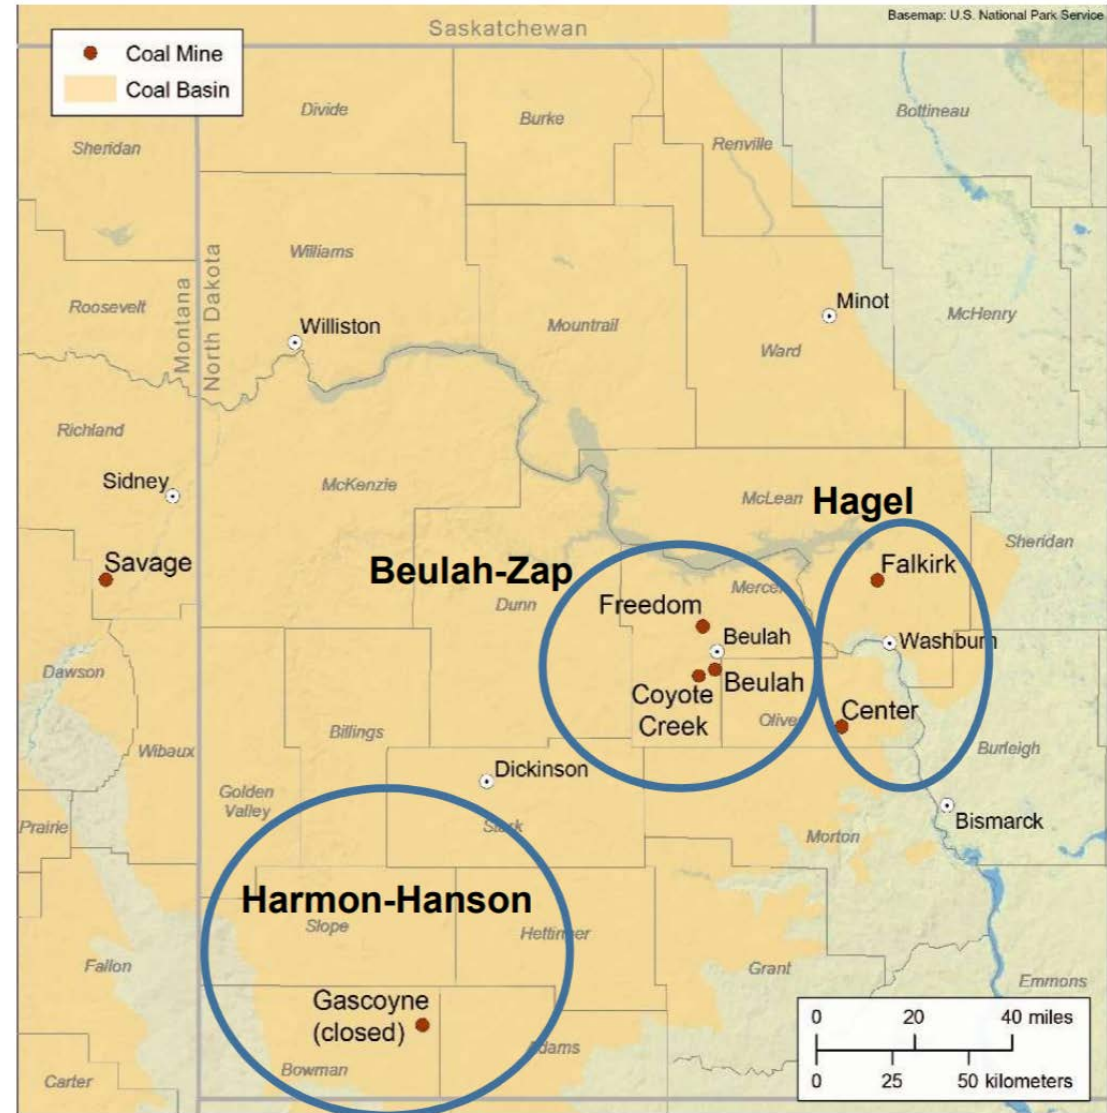 Basemap: U.S. National Park Service
Saskatchewan
Coal Mine
Coal Basin
Divide
Burke
Bottineau
Renville
Sheridan
Williams
Montana
North Dakota
Roosevelt
Williston
Mountrail
Minot
McHenry
Ward
Richland
Sidney
McKenzie
McLean
Hagel
Sheridan
Savage
Beulah-Zap
Falkirk
Mercer
Dunn
Freedom
Beulah
Washburn
Dawson
Coyote
Creek
Beulah
Oliver
Center
Billings
Wibaux
Burleigh
Dickinson
Golden
Valley
Stark
Prairie
Bismarck
Morton
Harmon-Hanson
Slope
Hettinger
Fallon
Grant
Emmons
Gascoyne
(closed)
Adams
Bowman
Carter
0 20 40 miles
0 25 50 kilometers